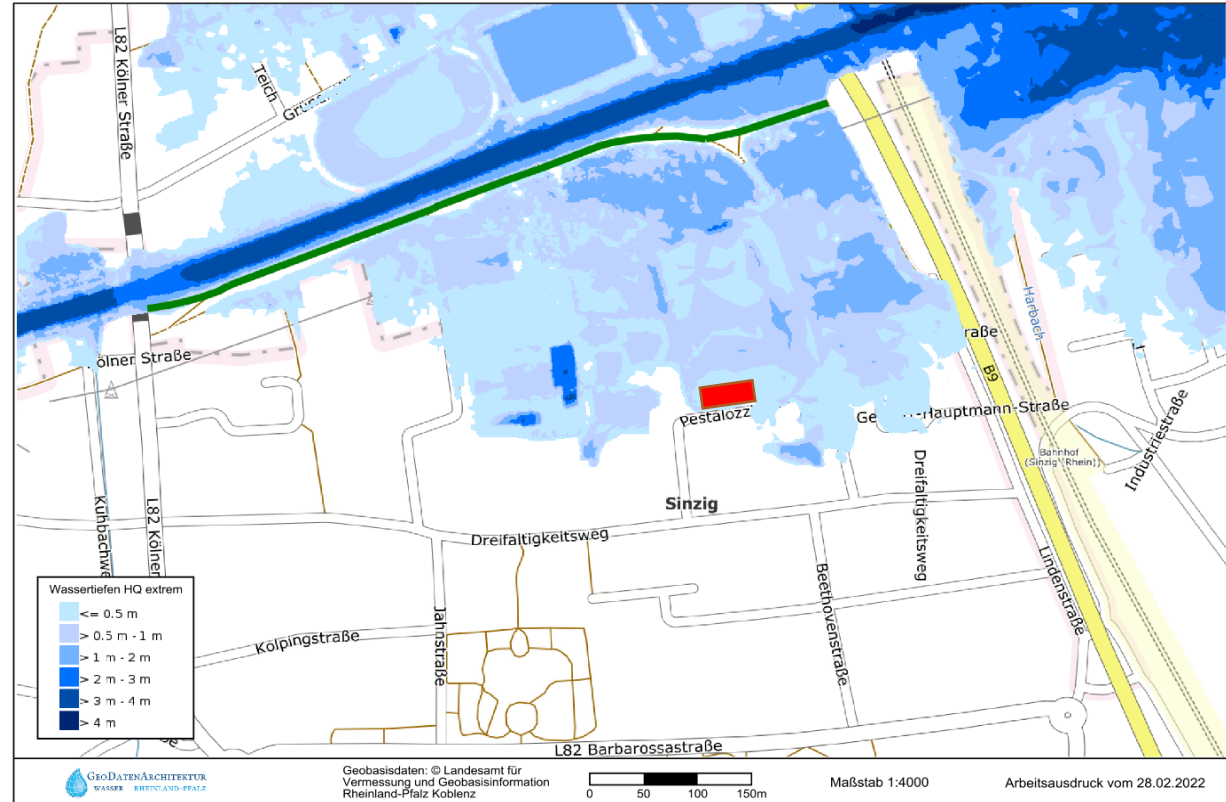 L82 Kölner Straße
Teich
Grüner
Harbach
ölner Straße
raße
B9
Pestalozz
Hauptmann-Straße
Bahnhof
(Sinzig (Rhein))
Industriestraße
Sinzig
Dreifaltigkeitsweg
Kuhbachweg
L82 Kölner
Dreifaltigkeitsweg
Lindenstraße
Beethovenstraße
Jahnstraße
Kolpingstraße
L82 Barbarossastraße
Wassertiefen HQ extrem
<= 0.5 m
> 0.5 m - 1 m
> 1 m - 2 m
> 2 m - 3 m
> 3 m - 4 m
> 4 m
GEODATENARCHITEKTUR
WASSER RHEINLAND-PFALZ
Geobasisdaten: © Landesamt für
Vermessung und Geobasisinformation
Rheinland-Pfalz Koblenz
0 50 100 150m
Maßstab 1:4000
Arbeitsausdruck vom 28.02.2022